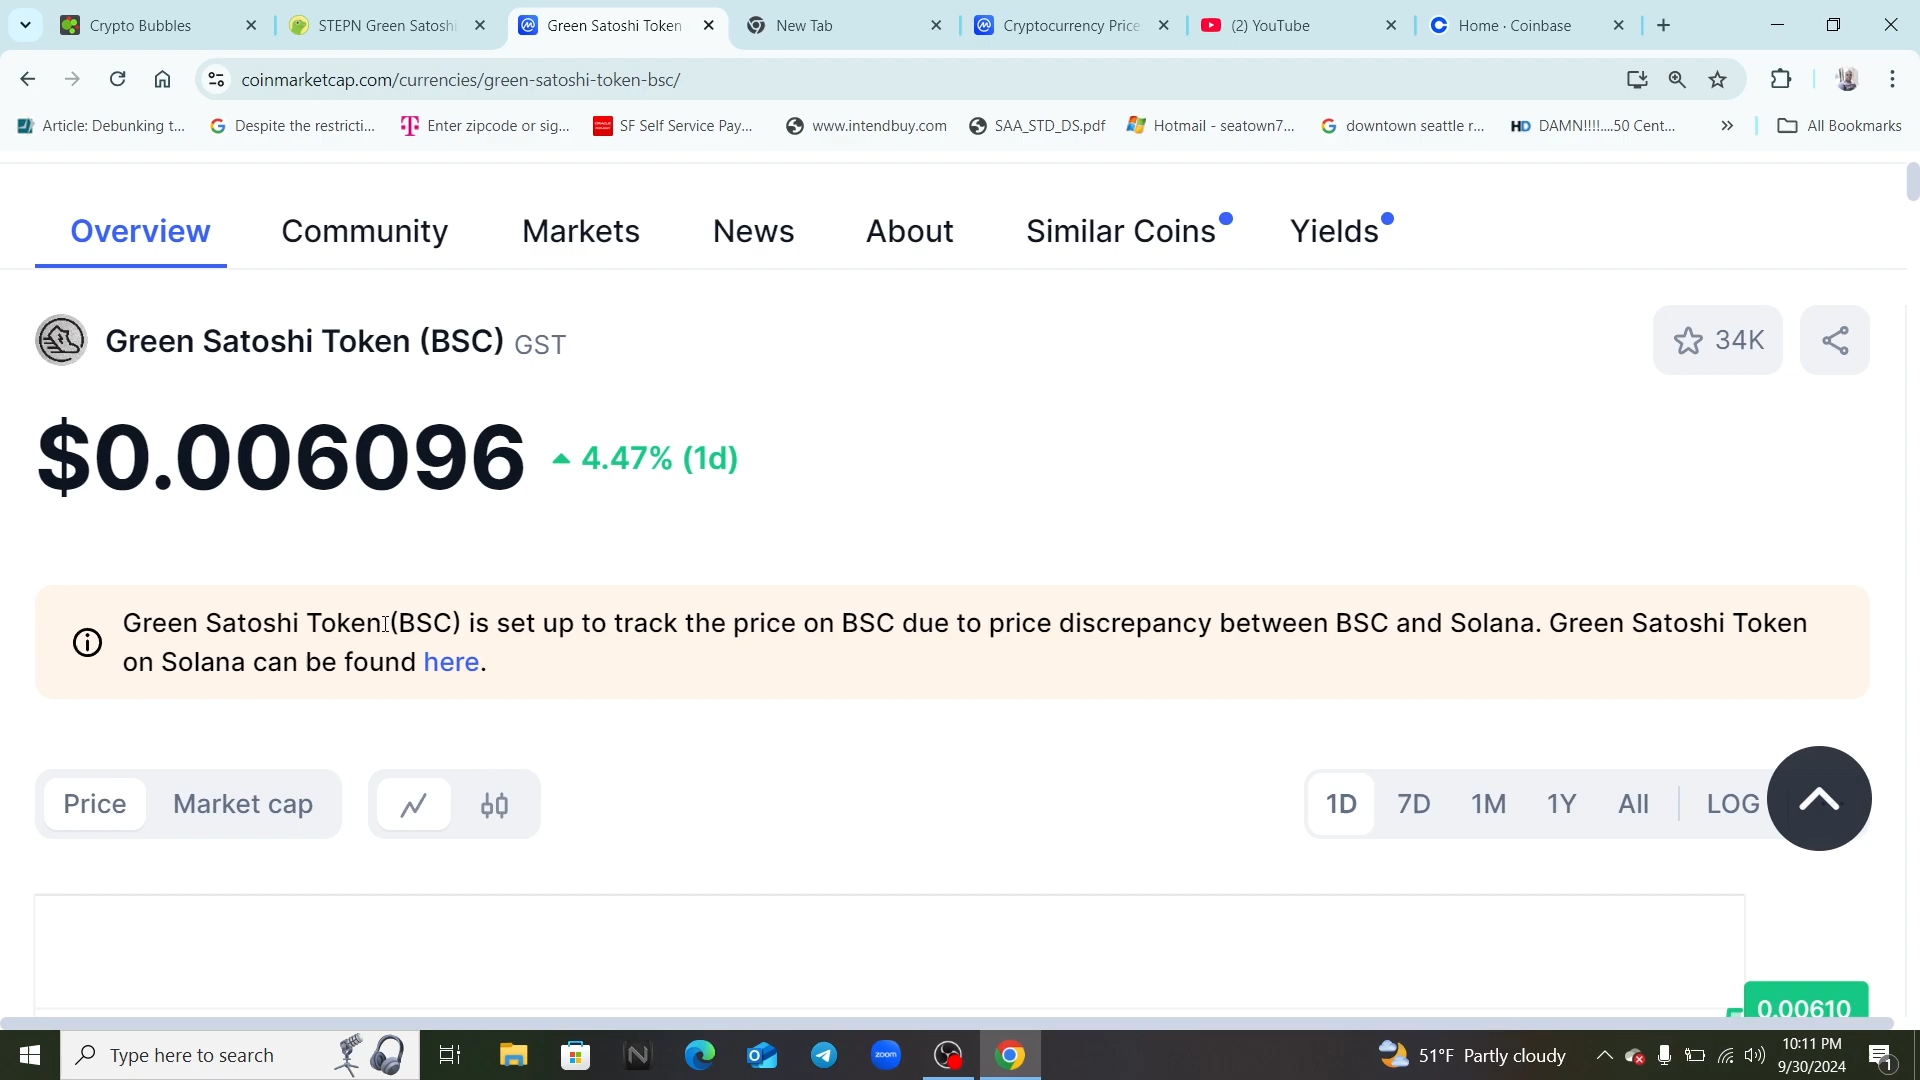 Crypto Bubbles
STEPN Green Satoshi
Green Satoshi Token
New Tab
Cryptocurrency Price
(2) YouTube
Home · Coinbase
coinmarketcap.com/currencies/green-satoshi-token-bsc/
Article: Debunking t...
Despite the restricti...
Enter zipcode or sig...
SF Self Service Pay...
www.intendbuy.com
SAA_STD_DS.pdf
Hotmail - seatown7...
downtown seattle r...
HD DAMN!!!!....50 Cent...
All Bookmarks
Overview
Community
Markets
News
About
Similar Coins
Yields
Green Satoshi Token (BSC) GST
34K
$0.006096
4.47% (1d)
Green Satoshi Token (BSC) is set up to track the price on BSC due to price discrepancy between BSC and Solana. Green Satoshi Token
on Solana can be found here.
Price
Market cap
1D
7D
1M
1Y
All
LOG
0.00610
Type here to search
zoom
51°F Partly cloudy
10:11 PM
9/30/2024
1